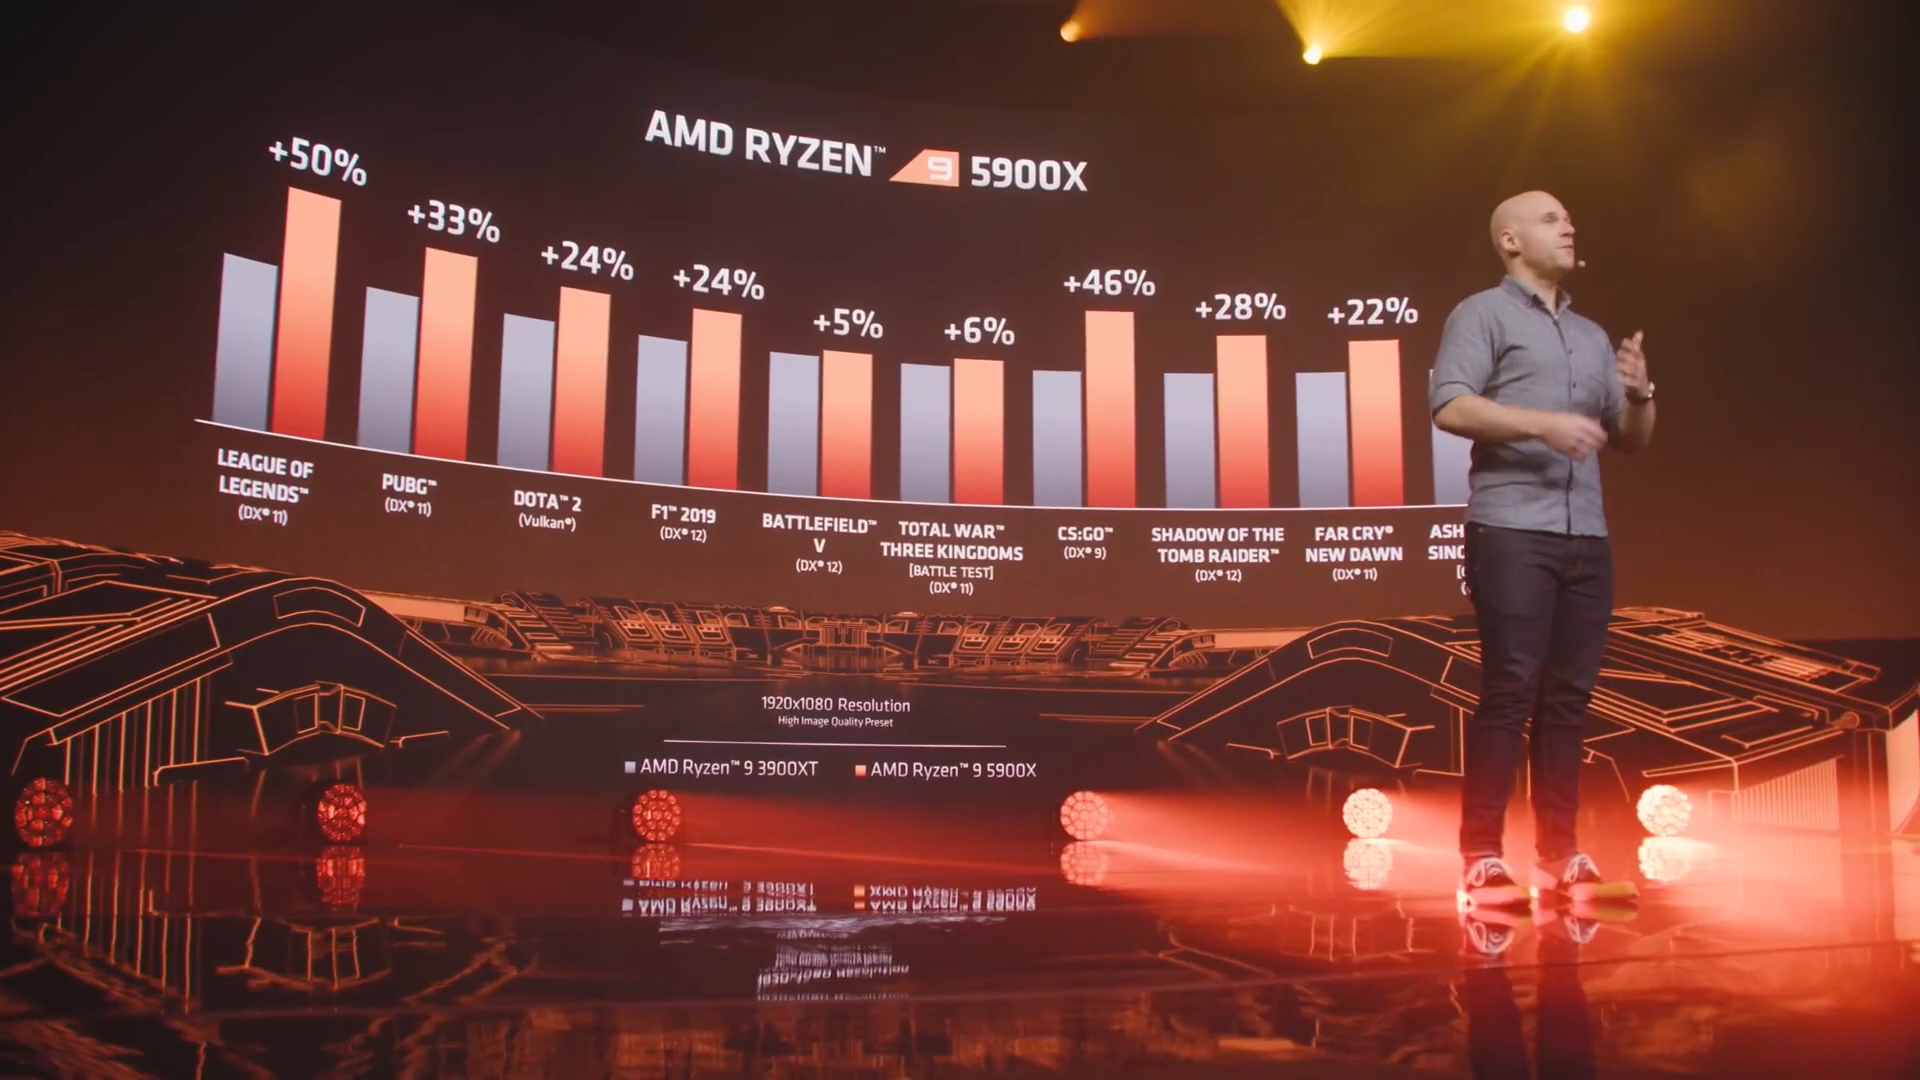 AMD RYZEN™ 9 5900X
+50%
+33%
+24%
+24%
+5%
+6%
+46%
+28%
+22%
LEAGUE OF
LEGENDS™
(DX® 11)
PUBG™
(DX® 11)
DOTA™ 2
(Vulkan®)
F1™ 2019
(DX® 12)
BATTLEFIELD™
V
(DX® 12)
TOTAL WAR™
THREE KINGDOMS
[BATTLE TEST]
(DX® 11)
CS:GO™
(DX® 9)
SHADOW OF THE
TOMB RAIDER™
(DX® 12)
FAR CRY®
NEW DAWN
(DX® 11)
1920x1080 Resolution
High Image Quality Preset
AMD Ryzen™ 9 3900XT
AMD Ryzen™ 9 5900X